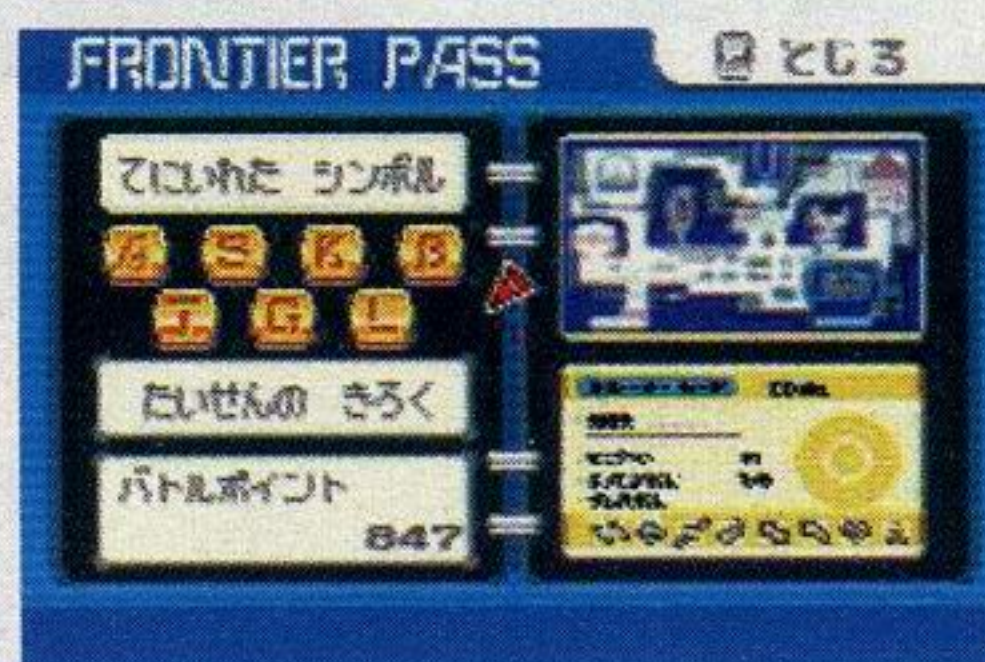 FRONTIER PASS
とじる
てにいれた シンボル
A S K B
T G L
たいせんの きろく
バトルポイント
847